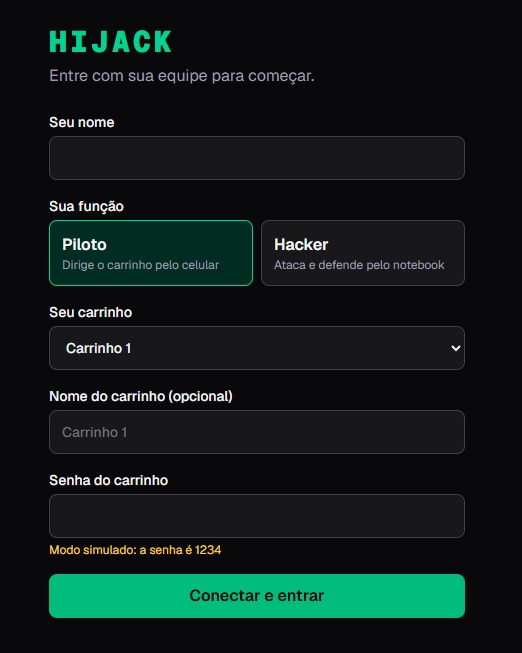 HIJACK
Entre com sua equipe para começar.
Seu nome
Sua função
Piloto
Dirige o carrinho pelo celular
Hacker
Ataca e defende pelo notebook
Seu carrinho
Carrinho 1
Nome do carrinho (opcional)
Carrinho 1
Senha do carrinho
Modo simulado: a senha é 1234
Conectar e entrar